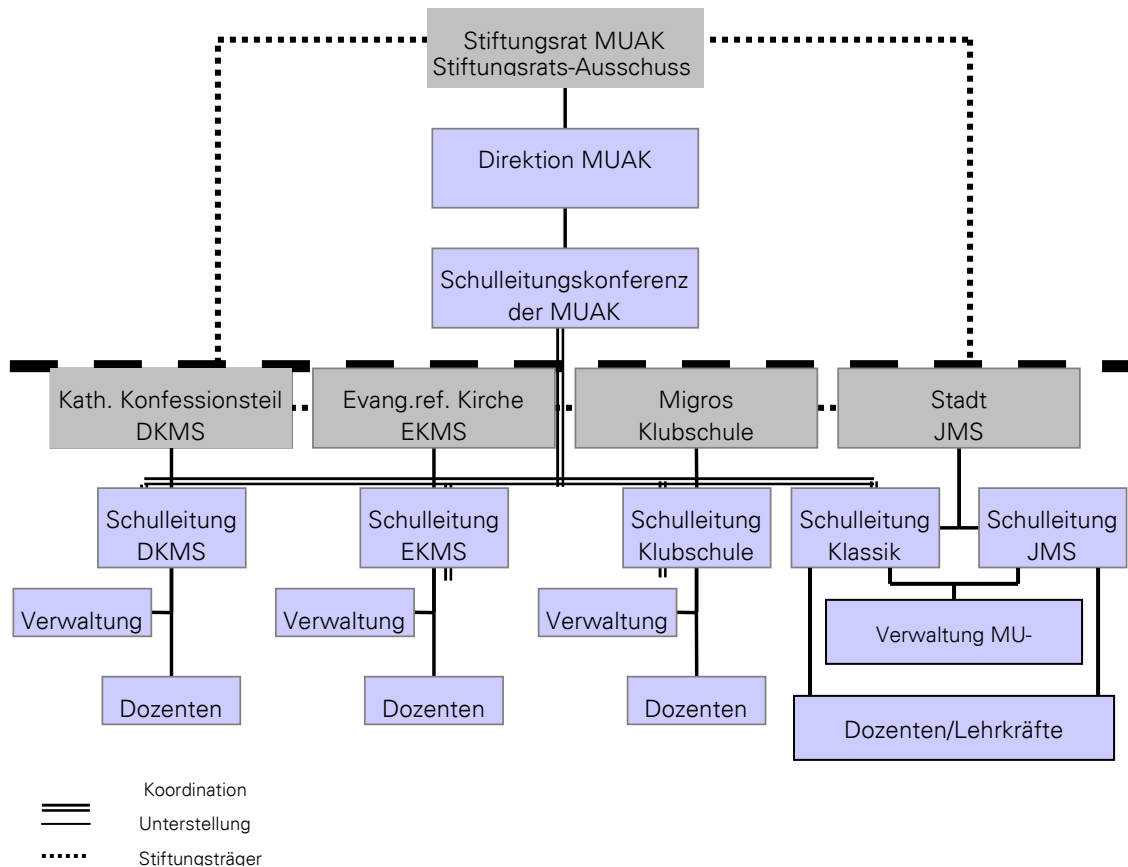 Stiftungsrat MUAK
Stiftungsrats-Ausschuss
Direktion MUAK
Schulleitungskonferenz
der MUAK
Kath. Konfessionsteil
DKMS
Evang.ref. Kirche
EKMS
Migros
Klubschule
Stadt
JMS
Schulleitung
DKMS
Schulleitung
EKMS
Schulleitung
Klubschule
Schulleitung
Klassik
Schulleitung
JMS
Verwaltung
Verwaltung
Verwaltung
Verwaltung MU-
Dozenten
Dozenten
Dozenten
Dozenten/Lehrkräfte
Koordination
Unterstellung
Stiftungsträger